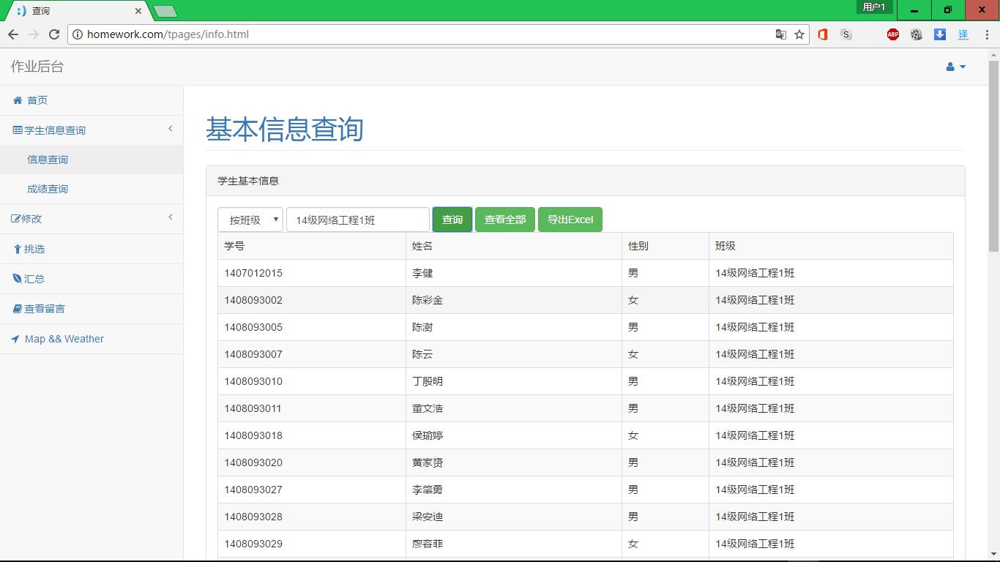 查询
用户1
homework.com/tpages/info.html
S
ABP
译
作业后台
首页
学生信息查询
信息查询
成绩查询
修改
挑选
汇总
查看留言
Map && Weather
基本信息查询
学生基本信息
按班级 14级网络工程1班 查询 查看全部 导出Excel
学号 姓名 性别 班级
1407012015 李健 男 14级网络工程1班
1408093002 陈彩金 女 14级网络工程1班
1408093005 陈澍 男 14级网络工程1班
1408093007 陈云 女 14级网络工程1班
1408093010 丁殷明 男 14级网络工程1班
1408093011 董文浩 男 14级网络工程1班
1408093018 侯瑜婷 女 14级网络工程1班
1408093020 黄家赟 男 14级网络工程1班
1408093027 李肇勇 男 14级网络工程1班
1408093028 梁安迪 男 14级网络工程1班
1408093029 廖容菲 女 14级网络工程1班